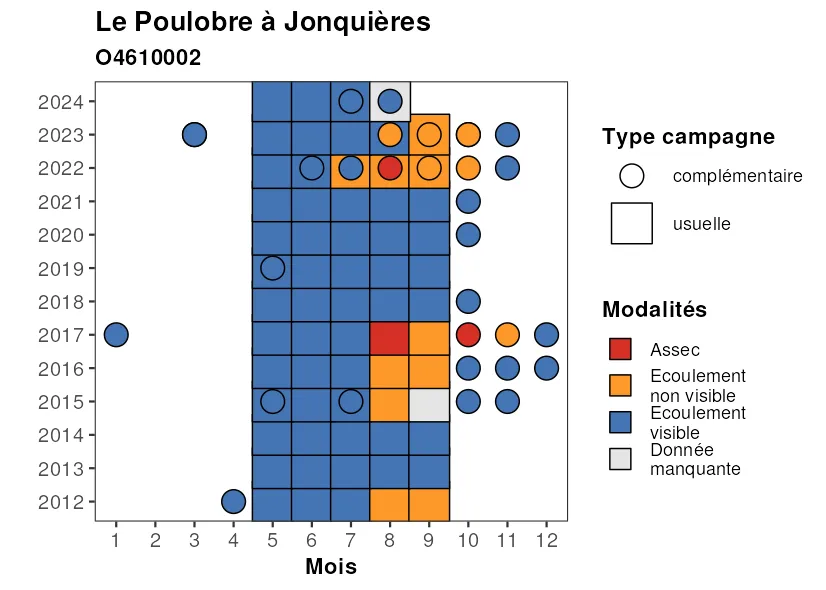 Le Poulobre à Jonquières
O4610002
2024
2023
2022
2021
2020
2019
2018
2017
2016
2015
2014
2013
2012
1 2 3 4 5 6 7 8 9 10 11 12
Mois
Type campagne
complémentaire
usuelle
Modalités
Assec
Ecoulement
non visible
Ecoulement
visible
Donnée
manquante